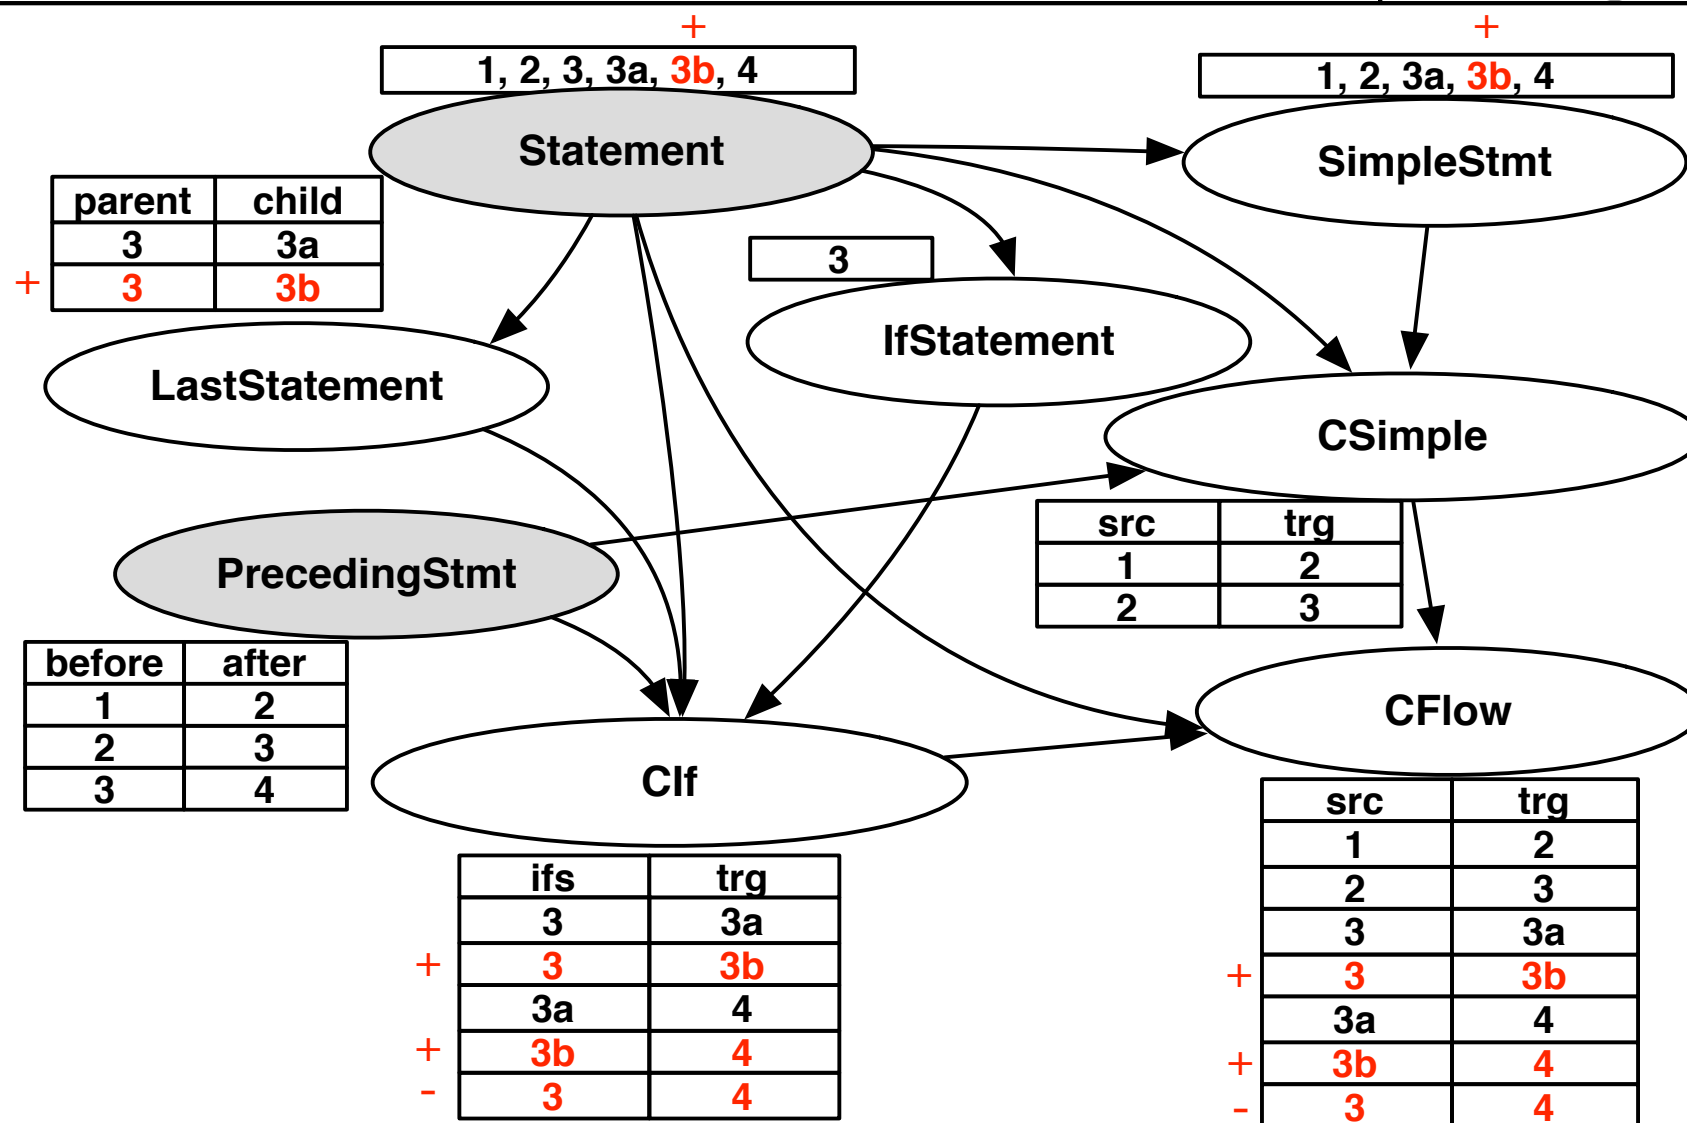 + +
1, 2, 3, 3a, 3b, 4
1, 2, 3a, 3b, 4
Statement
SimpleStmt
parent child
3 3a
+ 3 3b
3
IfStatement
LastStatement
CSimple
src trg
1 2
2 3
PrecedingStmt
before after
1 2
2 3
3 4
CFlow
CIf
src trg
1 2
2 3
3 3a
+ 3 3b
3a 4
+ 3b 4
- 3 4
ifs trg
3 3a
+ 3 3b
3a 4
+ 3b 4
- 3 4